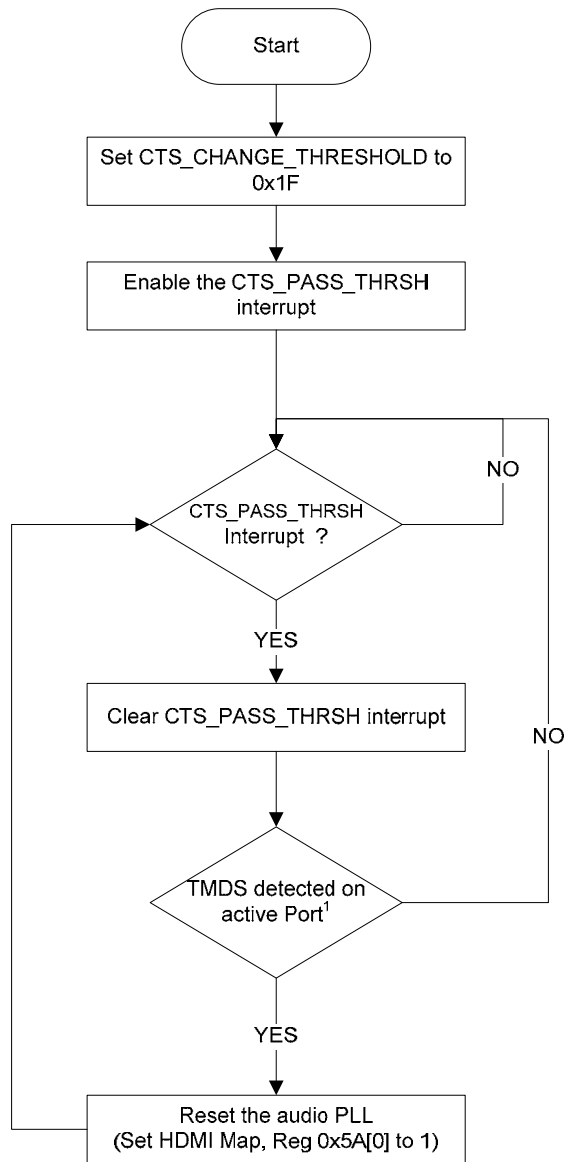 Start
Set CTS_CHANGE_THRESHOLD to
0x1F
Enable the CTS_PASS_THRSH
interrupt
NO
CTS_PASS_THRSH
Interrupt ?
YES
Clear CTS_PASS_THRSH interrupt
NO
TMDS detected on
active Port¹
YES
Reset the audio PLL
(Set HDMI Map, Reg 0x5A[0] to 1)